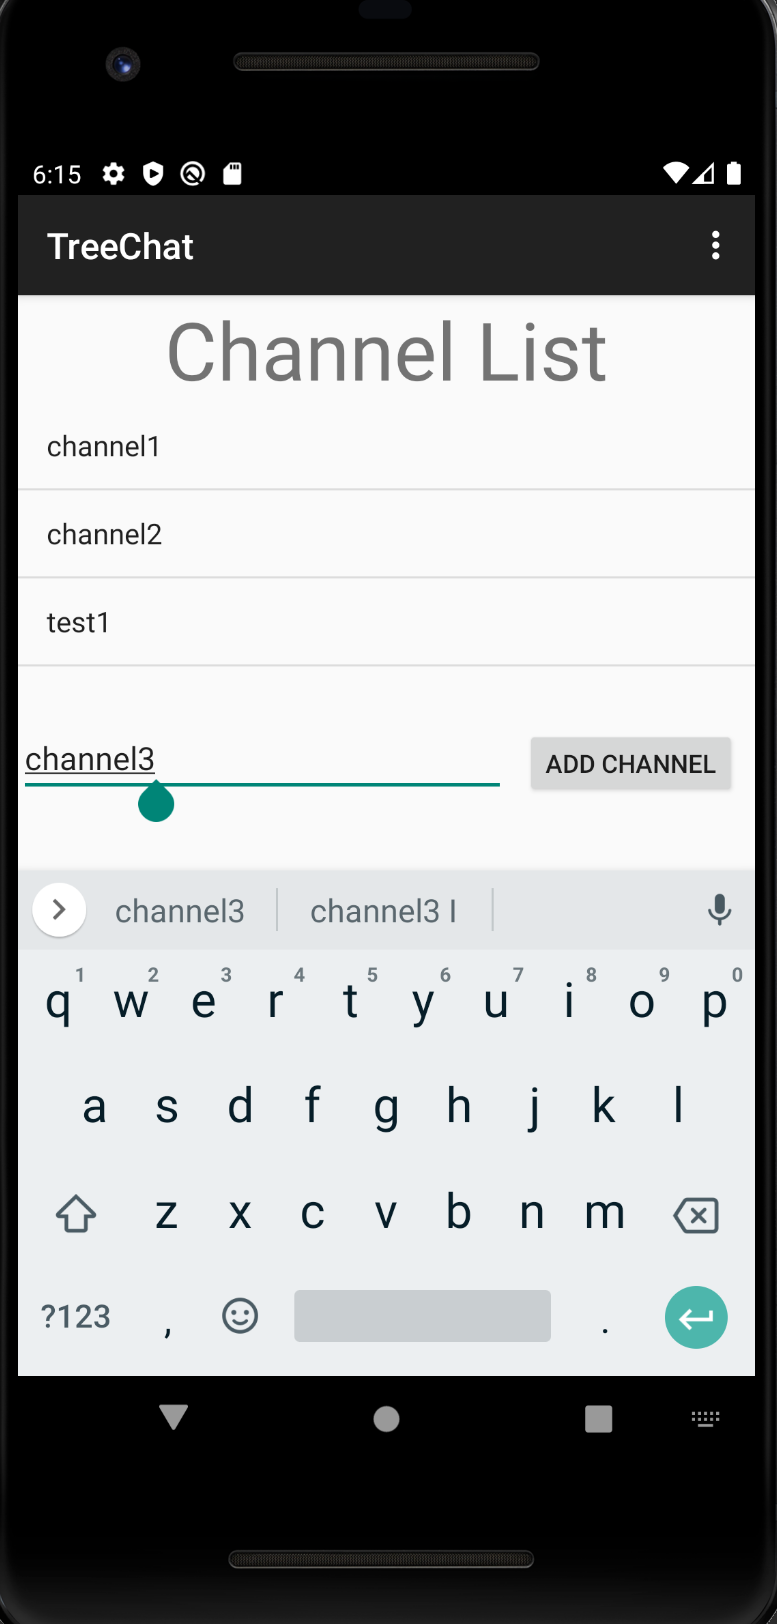 6:15
TreeChat
Channel List
channel1
channel2
test1
channel3
ADD CHANNEL
channel3 channel3 I
1 2 3 4 5 6 7 8 9 0
q w e r t y u i o p
a s d f g h j k l
z x c v b n m
?123 , .